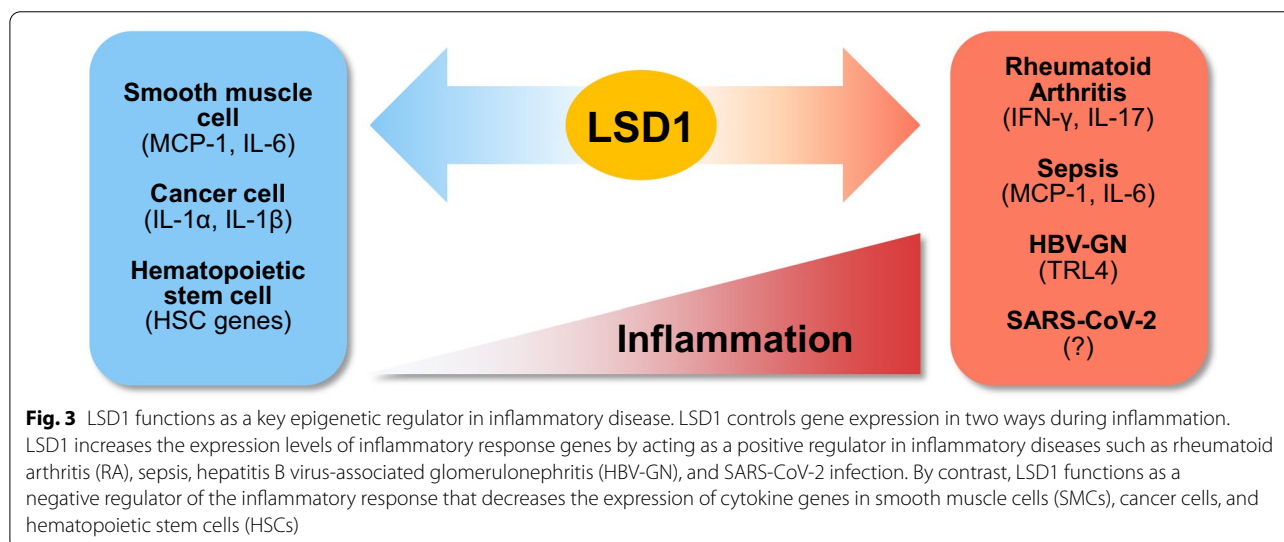 Smooth muscle
cell
(MCP-1, IL-6)
Cancer cell
(IL-1α, IL-1β)
Hematopoietic
stem cell
(HSC genes)
LSD1
Inflammation
Rheumatoid
Arthritis
(IFN-γ, IL-17)
Sepsis
(MCP-1, IL-6)
HBV-GN
(TRL4)
SARS-CoV-2
(?)
Fig. 3 LSD1 functions as a key epigenetic regulator in inflammatory disease. LSD1 controls gene expression in two ways during inflammation.
LSD1 increases the expression levels of inflammatory response genes by acting as a positive regulator in inflammatory diseases such as rheumatoid
arthritis (RA), sepsis, hepatitis B virus-associated glomerulonephritis (HBV-GN), and SARS-CoV-2 infection. By contrast, LSD1 functions as a
negative regulator of the inflammatory response that decreases the expression of cytokine genes in smooth muscle cells (SMCs), cancer cells, and
hematopoietic stem cells (HSCs)